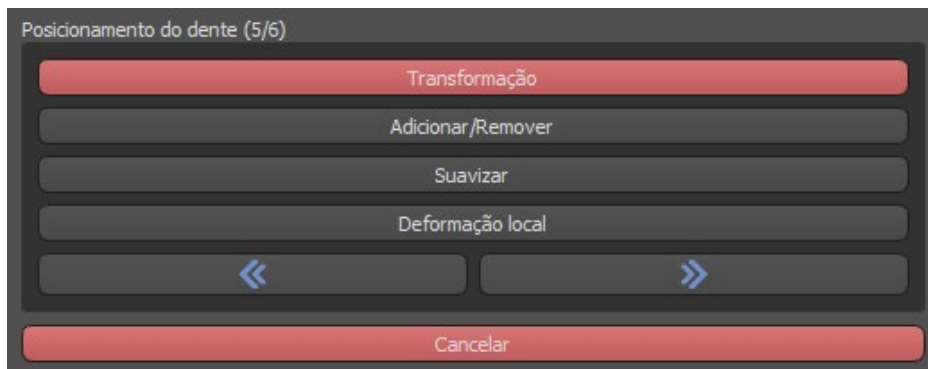 Posicionamento do dente (5/6)
Transformação
Adicionar/Remover
Suavizar
Deformação local
Cancelar